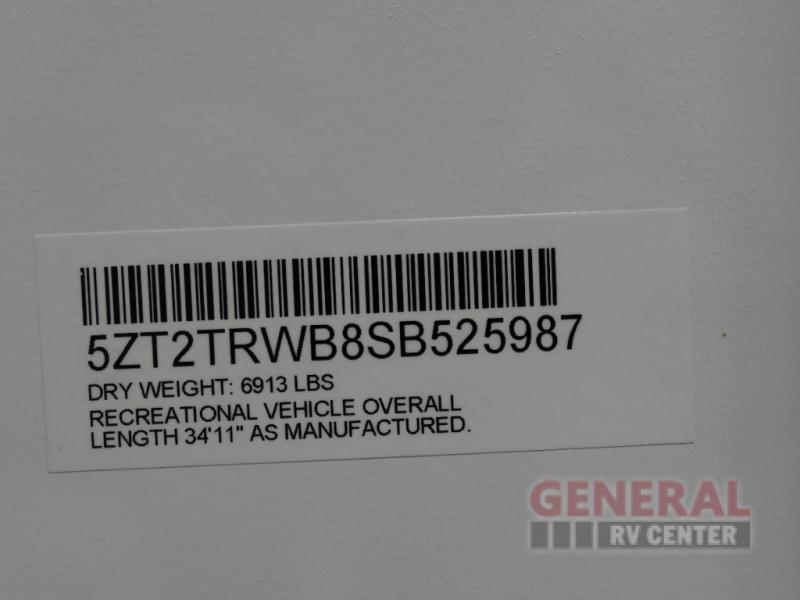 5ZT2TRWB8SB525987
DRY WEIGHT: 6913 LBS
RECREATIONAL VEHICLE OVERALL
LENGTH 34'11" AS MANUFACTURED.
GENERAL
RV CENTER